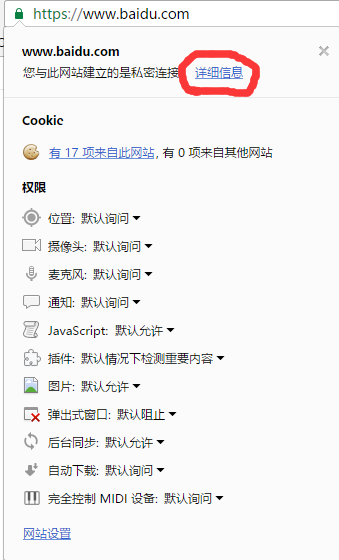 https://www.baidu.com
www.baidu.com
您与此网站建立的是私密连接 详细信息
Cookie
有 17 项来自此网站, 有 0 项来自其他网站
权限
位置: 默认询问
摄像头: 默认询问
麦克风: 默认询问
通知: 默认询问
JavaScript: 默认允许
插件: 默认情况下检测重要内容
图片: 默认允许
弹出式窗口: 默认阻止
后台同步: 默认允许
自动下载: 默认询问
完全控制 MIDI 设备: 默认询问
网站设置